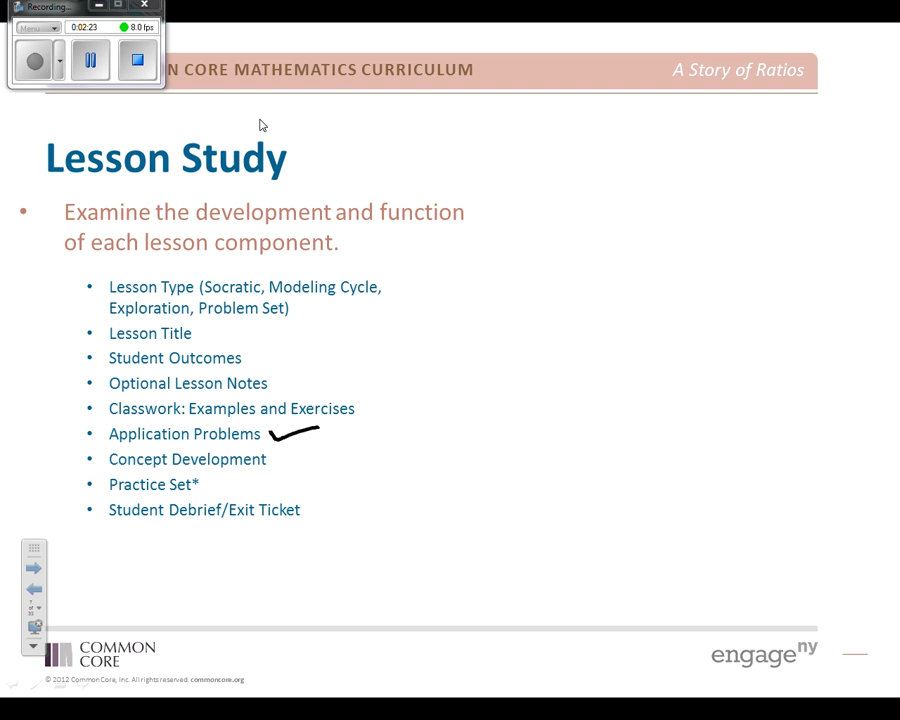 Recording...
Menu
0:02:23
8.0 fps
N CORE MATHEMATICS CURRICULUM
A Story of Ratios
Lesson Study
• Examine the development and function
of each lesson component.
• Lesson Type (Socratic, Modeling Cycle,
Exploration, Problem Set)
• Lesson Title
• Student Outcomes
• Optional Lesson Notes
• Classwork: Examples and Exercises
• Application Problems
• Concept Development
• Practice Set*
• Student Debrief/Exit Ticket
COMMON
CORE
engageny
© 2012 Common Core, Inc. All rights reserved. commoncore.org